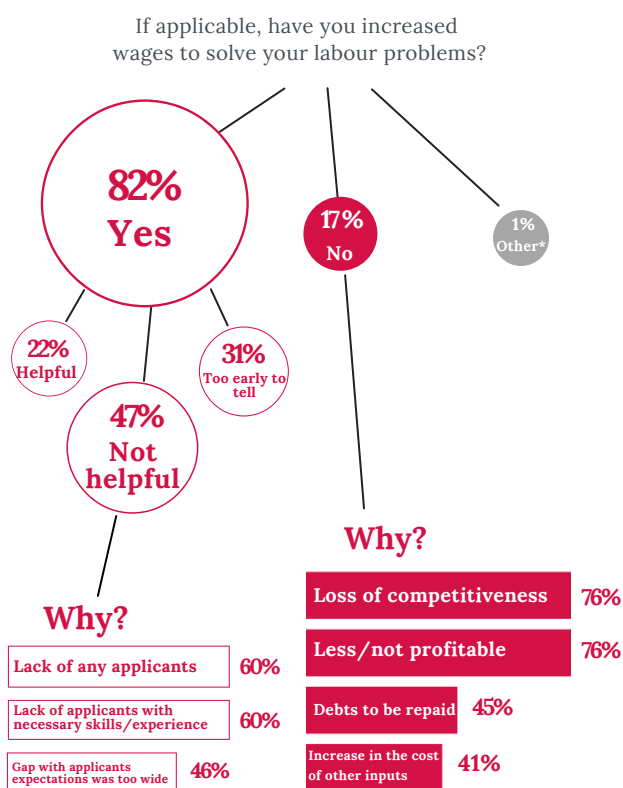 If applicable, have you increased
wages to solve your labour problems?
82%
Yes
17%
No
1%
Other*
22%
Helpful
31%
Too early to
tell
47%
Not
helpful
Why?
Lack of any applicants 60%
Lack of applicants with
necessary skills/experience 60%
Gap with applicants
expectations was too wide 46%
Why?
Loss of competitiveness 76%
Less/not profitable 76%
Debts to be repaid 45%
Increase in the cost
of other inputs 41%